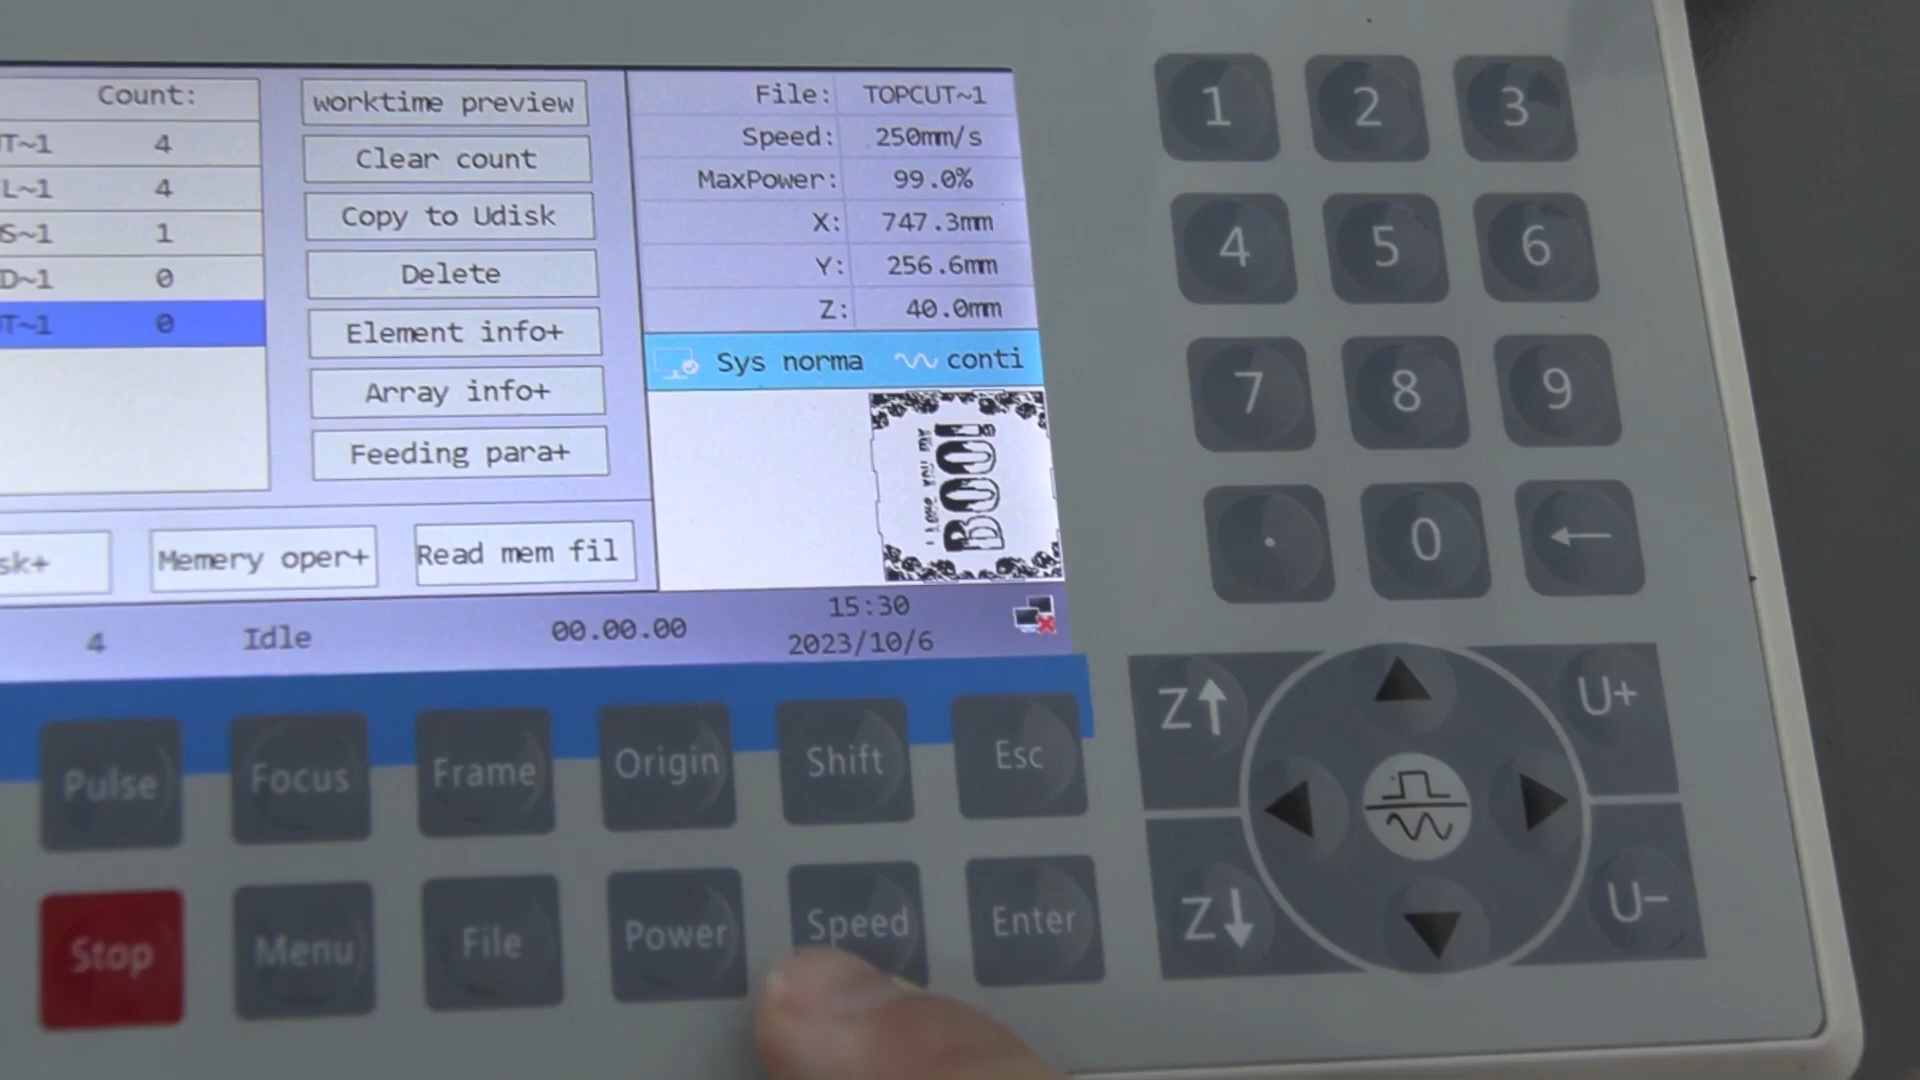 Count:
T~1 4
L~1 4
S~1 1
D~1 0
T~1 0
worktime preview
Clear count
Copy to Udisk
Delete
Element info+
Array info+
Feeding para+
sk+
Memery oper+
Read mem fil
File: TOPCUT~1
Speed: 250mm/s
MaxPower: 99.0%
X: 747.3mm
Y: 256.6mm
Z: 40.0mm
Sys norma conti
I LOVE YOU MY
BOO!
4 Idle 00.00.00
15:30
2023/10/6
Pulse Focus Frame Origin Shift Esc
Stop Menu File Power Speed Enter
1 2 3
4 5 6
7 8 9
. 0 ←
Z↑ U+
Z↓ U-